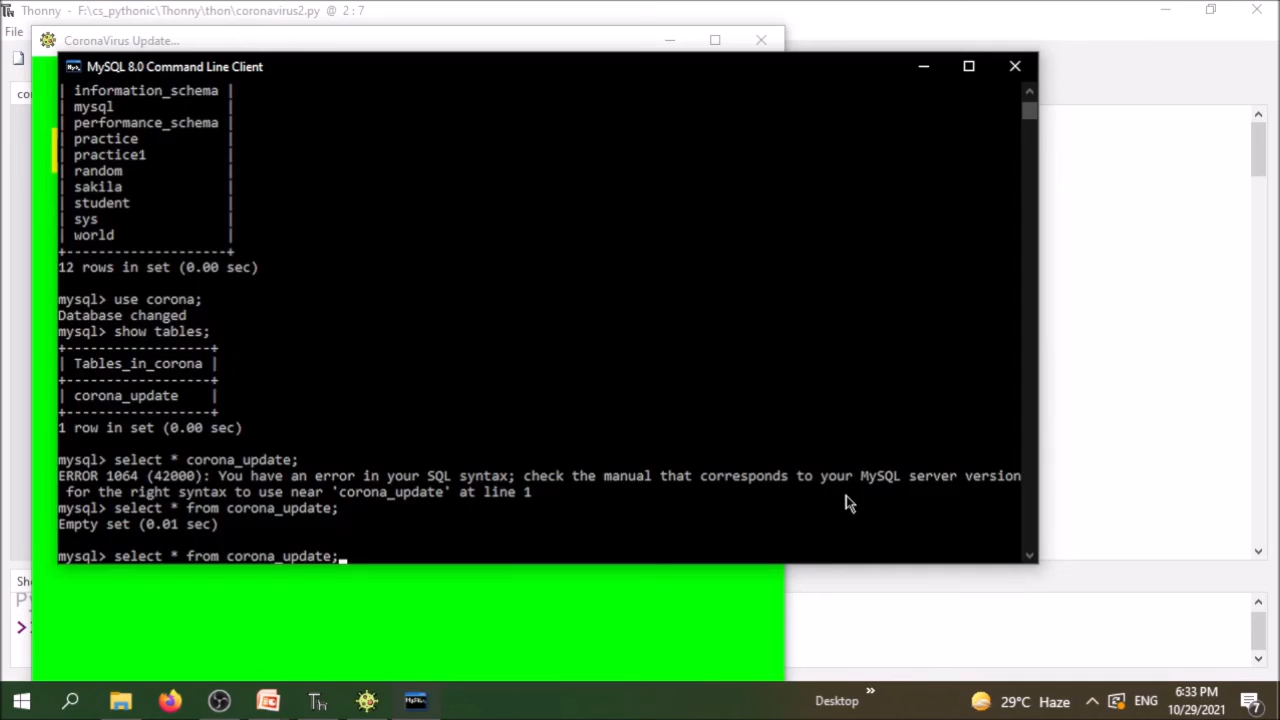 Thonny - F:\cs_pythonic\Thonny\thon\coronavirus2.py @ 2 : 7
File
CoronaVirus Update...
MySQL 8.0 Command Line Client
| information_schema |
| mysql |
| performance_schema |
| practice |
| practice1 |
| random |
| sakila |
| student |
| sys |
| world |
+--------------------+
12 rows in set (0.00 sec)
mysql> use corona;
Database changed
mysql> show tables;
+------------------+
| Tables_in_corona |
+------------------+
| corona_update |
+------------------+
1 row in set (0.00 sec)
mysql> select * corona_update;
ERROR 1064 (42000): You have an error in your SQL syntax; check the manual that corresponds to your MySQL server version
for the right syntax to use near 'corona_update' at line 1
mysql> select * from corona_update;
Empty set (0.01 sec)
mysql> select * from corona_update;
Desktop
29°C Haze
ENG
6:33 PM
10/29/2021
7